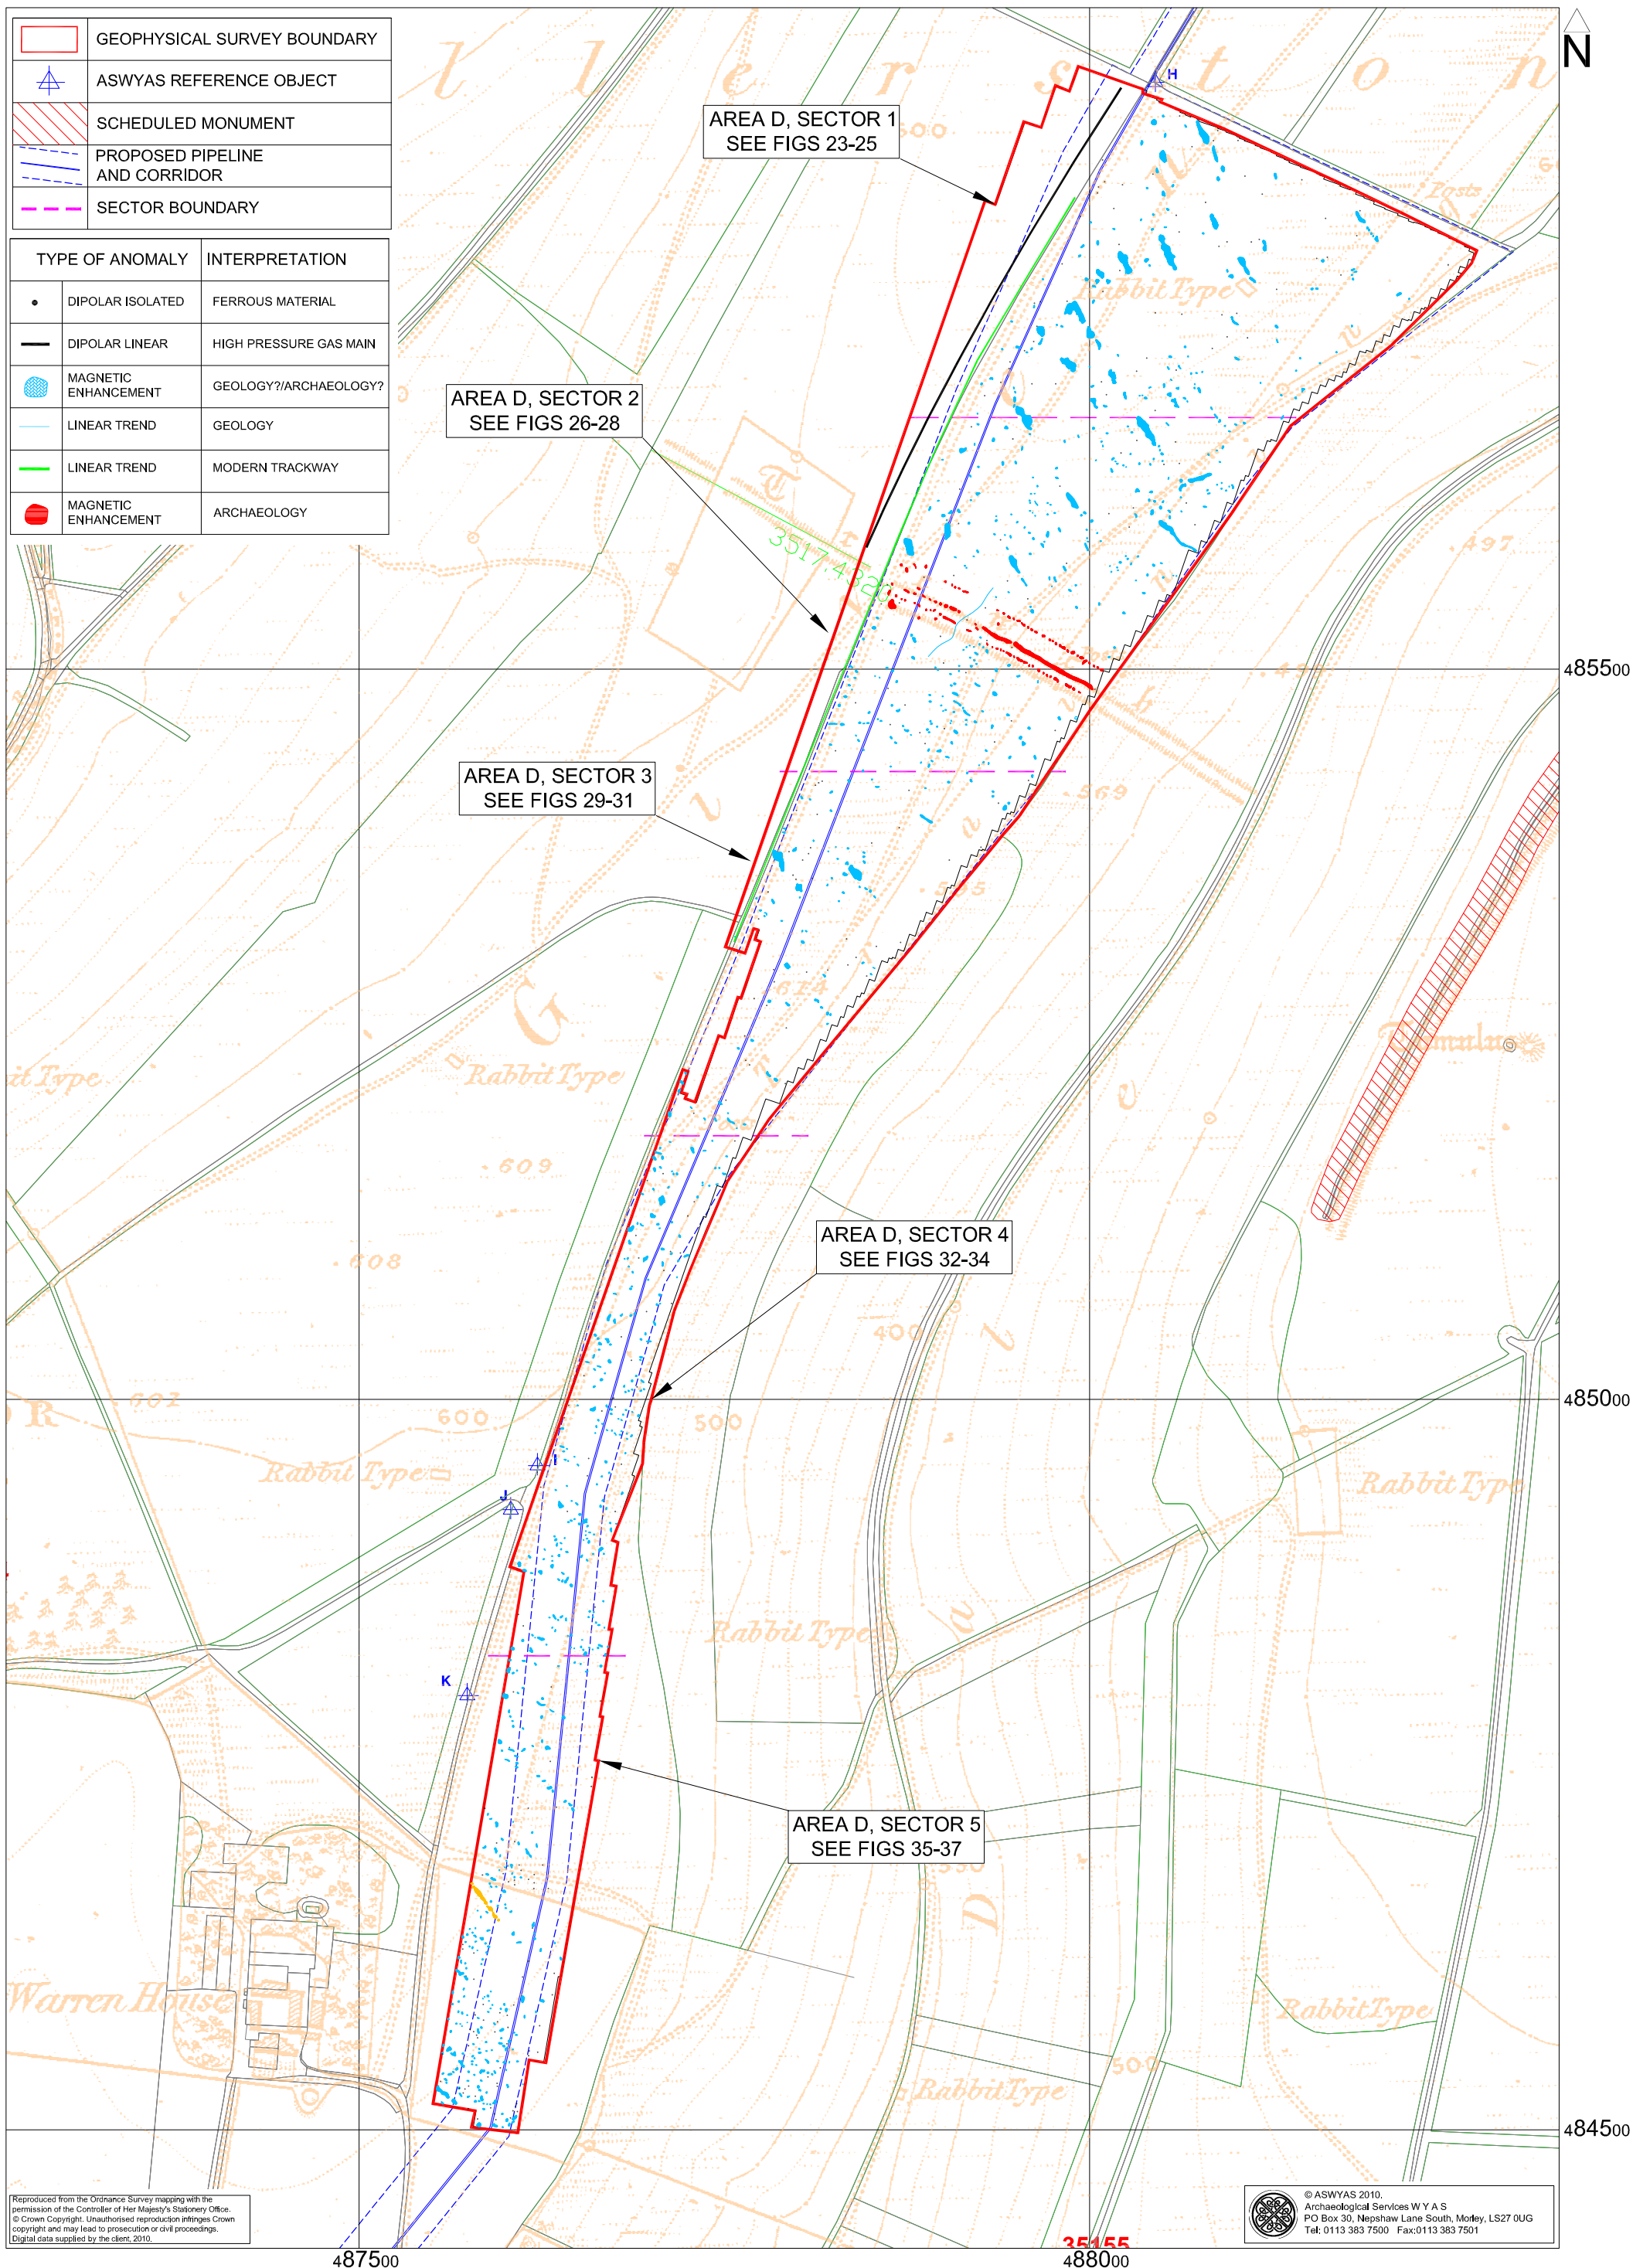 GEOPHYSICAL SURVEY BOUNDARY
ASWYAS REFERENCE OBJECT
SCHEDULED MONUMENT
PROPOSED PIPELINE
AND CORRIDOR
SECTOR BOUNDARY
TYPE OF ANOMALY INTERPRETATION
DIPOLAR ISOLATED FERROUS MATERIAL
DIPOLAR LINEAR HIGH PRESSURE GAS MAIN
MAGNETIC
ENHANCEMENT GEOLOGY?/ARCHAEOLOGY?
LINEAR TREND GEOLOGY
LINEAR TREND MODERN TRACKWAY
MAGNETIC
ENHANCEMENT ARCHAEOLOGY
N
H
AREA D, SECTOR 1
SEE FIGS 23-25
Posts
Rabbit Type
AREA D, SECTOR 2
SEE FIGS 26-28
.497
485500
AREA D, SECTOR 3
SEE FIGS 29-31
.569
614
Tumulus
it Type
Rabbit Type
.609
AREA D, SECTOR 4
SEE FIGS 32-34
.608
400
602
600
500
485000
Rabbit Type
I
J
Rabbit Type
Rabbit Type
K
AREA D, SECTOR 5
SEE FIGS 35-37
Warren House
Rabbit Type
500
Rabbit Type
484500
Reproduced from the Ordnance Survey mapping with the
permission of the Controller of Her Majesty's Stationery Office.
© Crown Copyright. Unauthorised reproduction infringes Crown
copyright and may lead to prosecution or civil proceedings.
Digital data supplied by the client, 2010.
© ASWYAS 2010.
Archaeological Services W Y A S
PO Box 30, Nepshaw Lane South, Morley, LS27 0UG
Tel: 0113 383 7500 Fax:0113 383 7501
35155
487500
488000